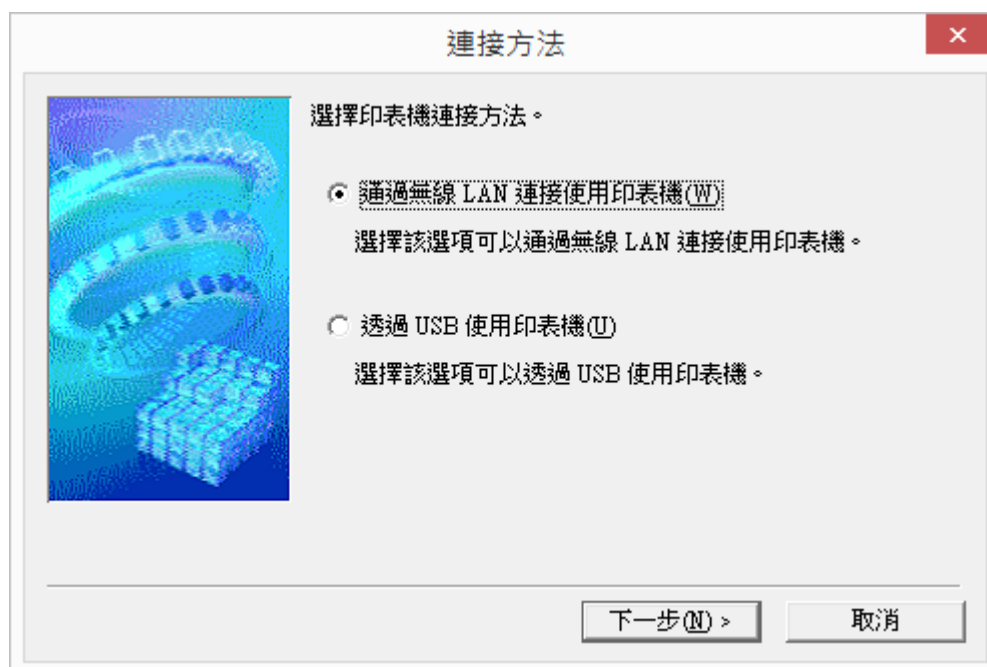 連接方法
選擇印表機連接方法。
通過無線 LAN 連接使用印表機(W)
選擇該選項可以通過無線 LAN 連接使用印表機。
透過 USB 使用印表機(U)
選擇該選項可以透過 USB 使用印表機。
下一步(N) >
取消